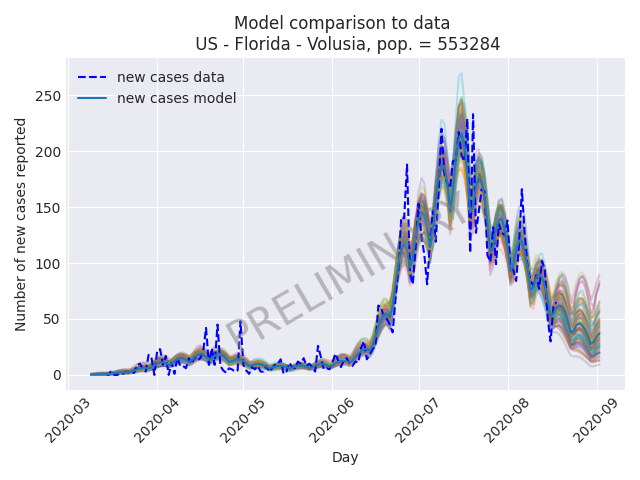 Model comparison to data
US - Florida - Volusia, pop. = 553284
new cases data
new cases model
Number of new cases reported
250
200
150
100
50
0
PRELIMINARY
2020-03
2020-04
2020-05
2020-06
2020-07
2020-08
2020-09
Day